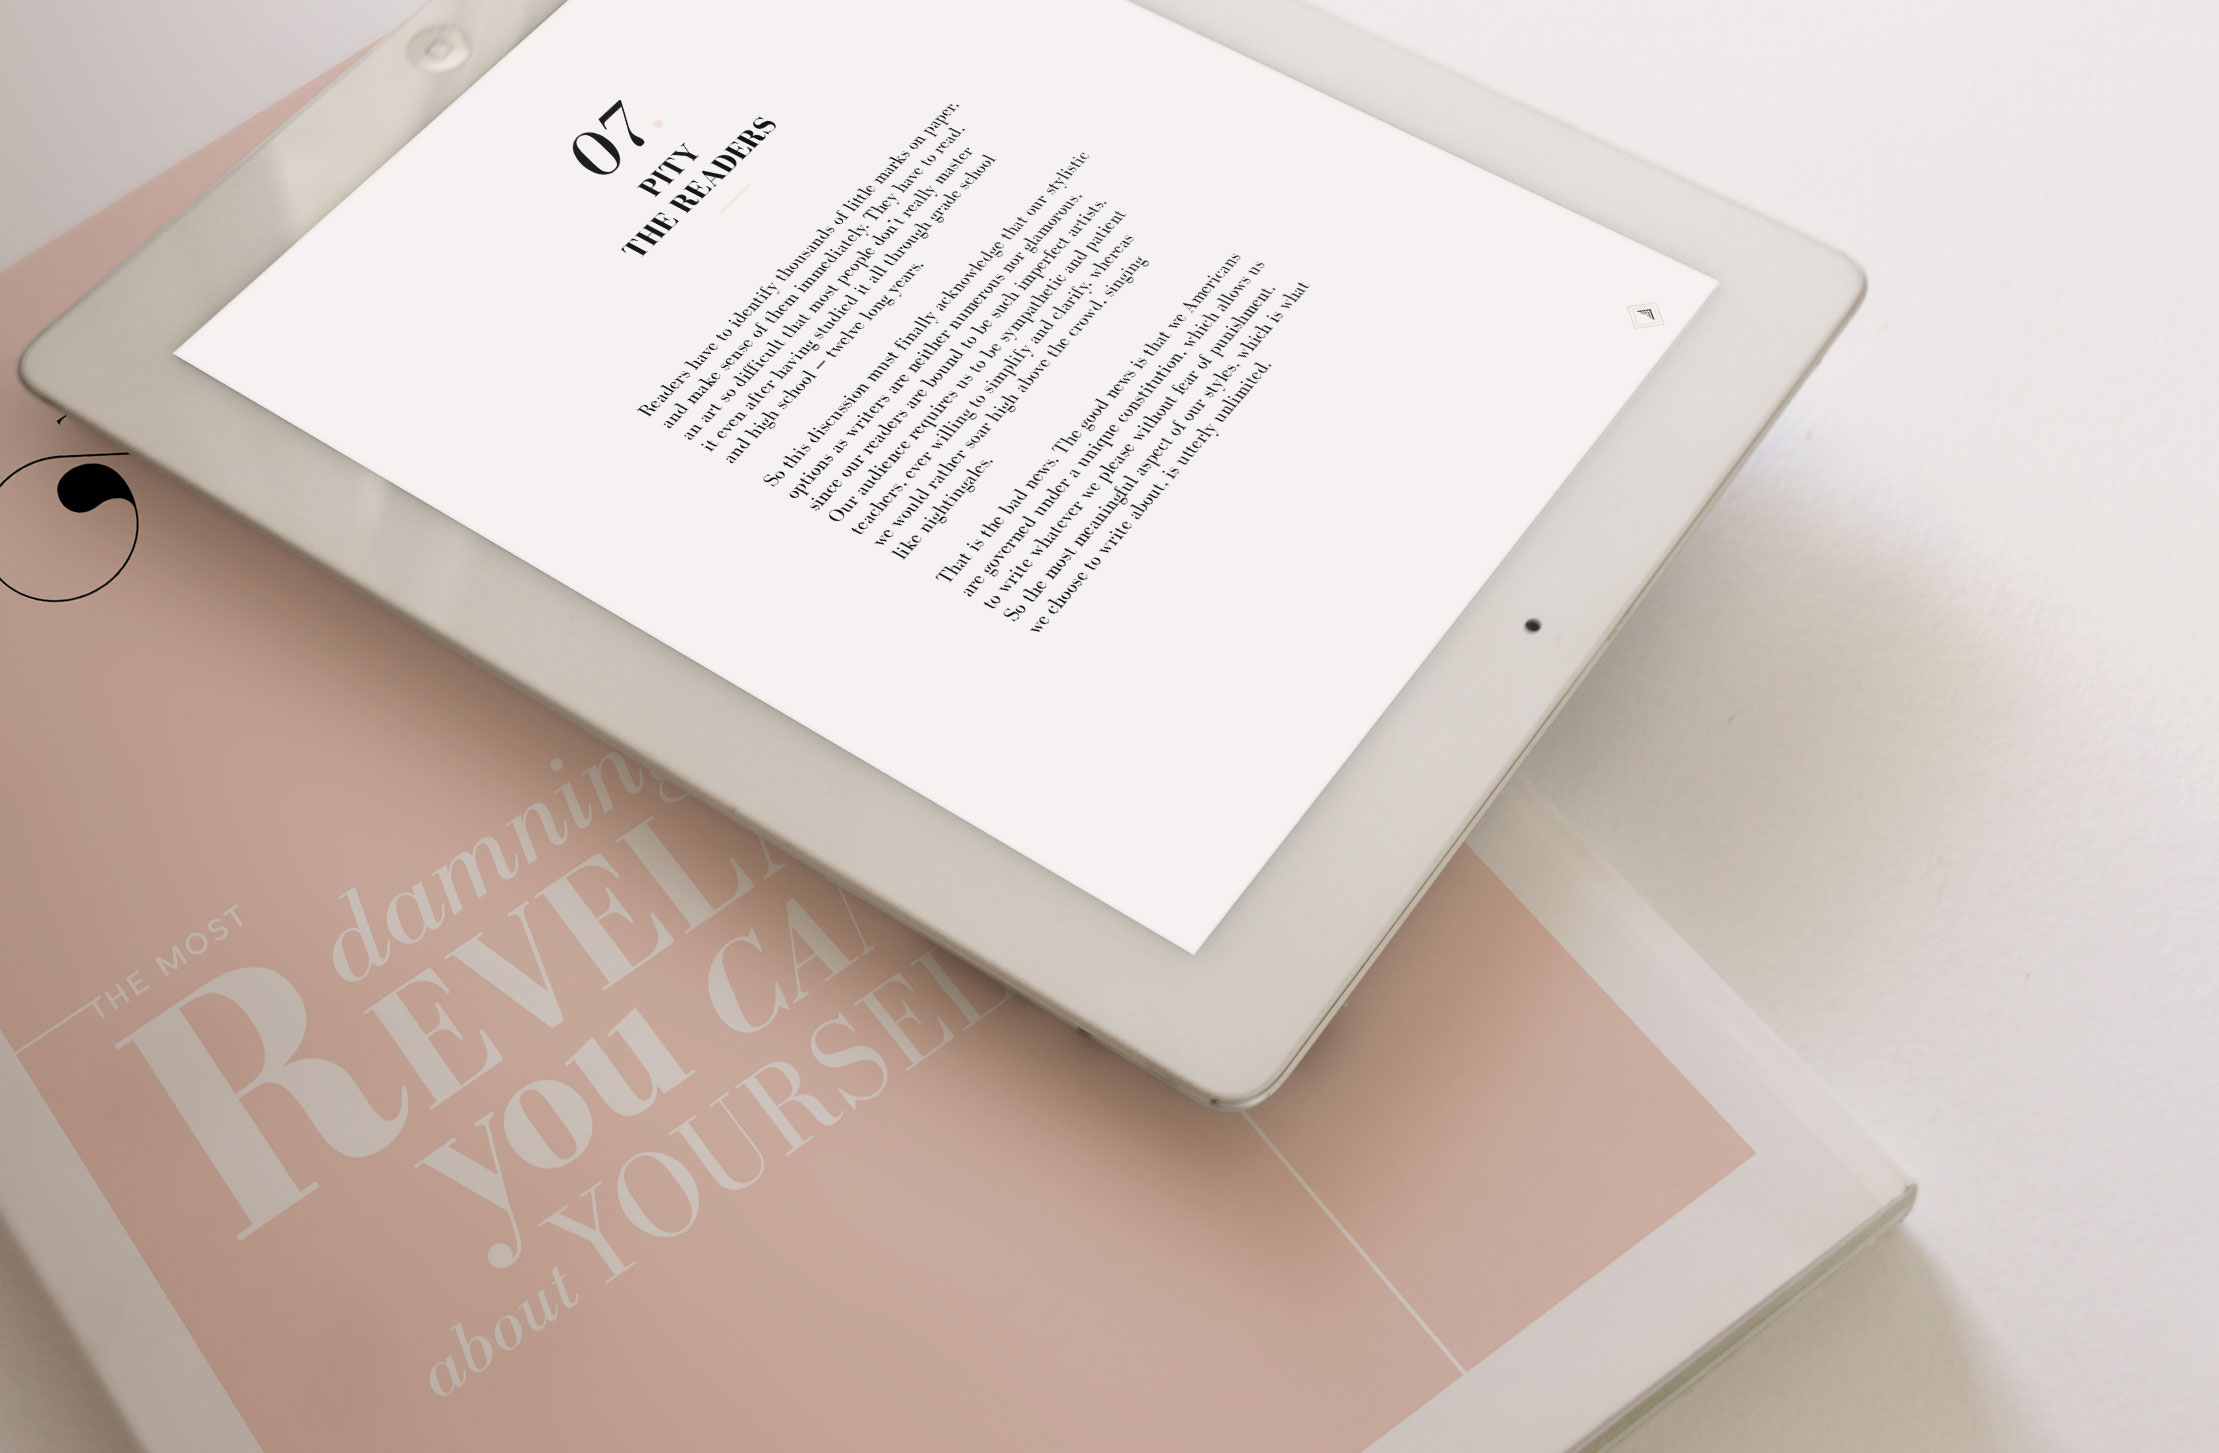 07
PITY
THE READERS
Readers have to identify thousands of little marks on paper,
and make sense of them immediately. They have to read,
an art so difficult that most people don't really master
it even after having studied it all through grade school
and high school – twelve long years.
So this discussion must finally acknowledge that our stylistic
options as writers are neither numerous nor glamorous,
since our readers are bound to be such imperfect artists.
Our audience requires us to be sympathetic and patient
teachers, ever willing to simplify and clarify, whereas
we would rather soar high above the crowd, singing
like nightingales.
That is the bad news. The good news is that we Americans
are governed under a unique constitution, which allows us
to write whatever we please without fear of punishment.
So the most meaningful aspect of our styles, which is what
we choose to write about, is utterly unlimited.
THE MOST
damning
REVEL
you CAN
about YOURSEL